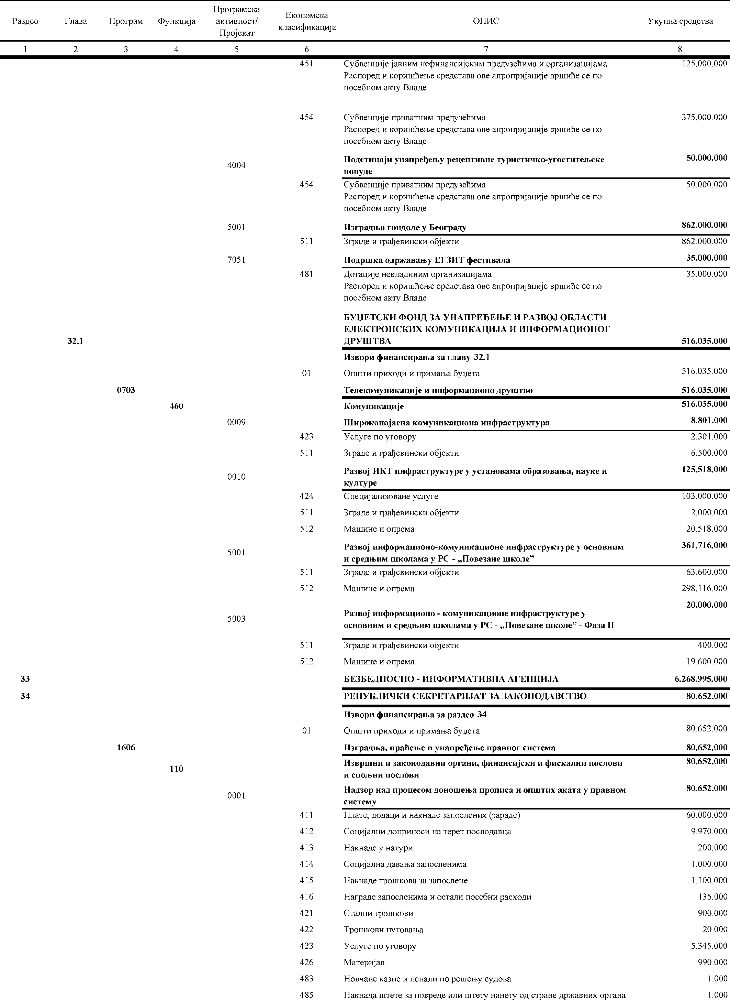 Раздео Глава Програм Функција Програмска активност/ Пројекат Економска класификација ОПИС Укупна средства
1 2 3 4 5 6 7 8
451 Субвенције јавним нефинансијским предузећима и организацијама 125.000.000
Распоред и коришћење средстава ове апропријације вршиће се по
посебном акту Владе
454 Субвенције приватним предузећима 375.000.000
Распоред и коришћење средстава ове апропријације вршиће се по
посебном акту Владе
4004 Подстицаји унапређењу рецептивне туристичко-угоститељске 50.000.000
понуде
454 Субвенције приватним предузећима 50.000.000
Распоред и коришћење средстава ове апропријације вршиће се по
посебном акту Владе
5001 Изградња гондоле у Београду 862.000.000
511 Зграде и грађевински објекти 862.000.000
7051 Подршка одржавању ЕГЗИТ фестивала 35.000.000
481 Дотације невладиним организацијама 35.000.000
Распоред и коришћење средстава ове апропријације вршиће се по
посебном акту Владе
БУЏЕТСКИ ФОНД ЗА УНАПРЕЂЕЊЕ И РАЗВОЈ ОБЛАСТИ
ЕЛЕКТРОНСКИХ КОМУНИКАЦИЈА И ИНФОРМАЦИОНОГ
32.1 ДРУШТВА 516.035.000
Извори финансирања за главу 32.1
01 Општи приходи и примања буџета 516.035.000
0703 Телекомуникације и информационо друштво 516.035.000
460 Комуникације 516.035.000
0009 Широкопојасна комуникациона инфраструктура 8.801.000
423 Услуге по уговору 2.301.000
511 Зграде и грађевински објекти 6.500.000
0010 Развој ИКТ инфраструктуре у установама образовања, науке и 125.518.000
културе
424 Специјализоване услуге 103.000.000
511 Зграде и грађевински објекти 2.000.000
512 Машине и опрема 20.518.000
5001 Развој информационо-комуникационе инфраструктуре у основним 361.716.000
и средњим школама у РС - „Повезане школе”
511 Зграде и грађевински објекти 63.600.000
512 Машине и опрема 298.116.000
20.000.000
5003 Развој информационо - комуникационе инфраструктуре у
основним и средњим школама у РС - „Повезане школе” - Фаза II
511 Зграде и грађевински објекти 400.000
512 Машине и опрема 19.600.000
33 БЕЗБЕДНОСНО - ИНФОРМАТИВНА АГЕНЦИЈА 6.268.995.000
34 РЕПУБЛИЧКИ СЕКРЕТАРИЈАТ ЗА ЗАКОНОДАВСТВО 80.652.000
Извори финансирања за раздео 34
01 Општи приходи и примања буџета 80.652.000
1606 Изградња, праћење и унапређење правног система 80.652.000
110 Извршни и законодавни органи, финансијски и фискални послови 80.652.000
и спољни послови
0001 Надзор над процесом доношења прописа и општих аката у правном 80.652.000
систему
411 Плате, додаци и накнаде запослених (зараде) 60.000.000
412 Социјални доприноси на терет послодавца 9.970.000
413 Накнаде у натури 200.000
414 Социјална давања запосленима 1.000.000
415 Накнаде трошкова за запослене 1.100.000
416 Награде запосленима и остали посебни расходи 135.000
421 Стални трошкови 900.000
422 Трошкови путовања 20.000
423 Услуге по уговору 5.345.000
426 Материјал 990.000
483 Новчане казне и пенали по решењу судова 1.000
485 Накнада штете за повреде или штету нанету од стране државних органа 1.000